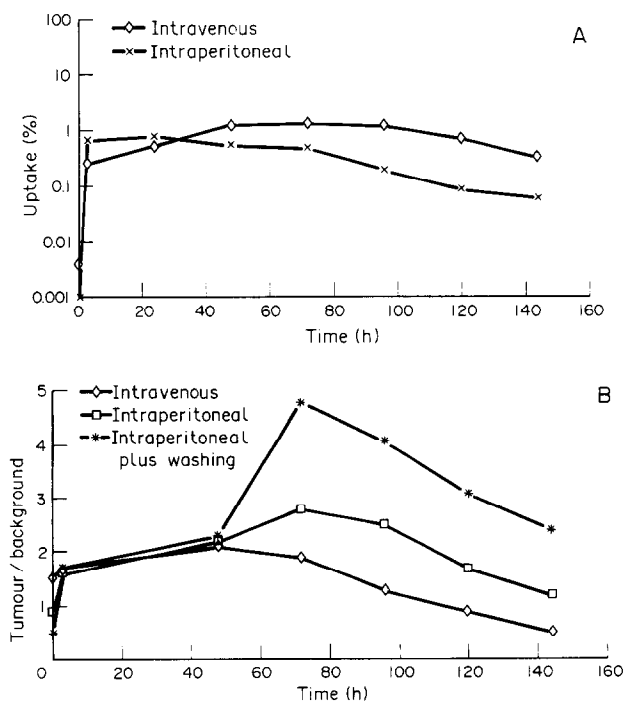 100
Intravenous
Intraperitoneal
A
10
1
0.1
0.01
0.001
Uptake (%)
0 20 40 60 80 100 120 140 160
Time (h)
5
Intravenous
Intraperitoneal
Intraperitoneal
plus washing
B
4
3
2
1
Tumour / background
0 20 40 60 80 100 120 140 160
Time (h)